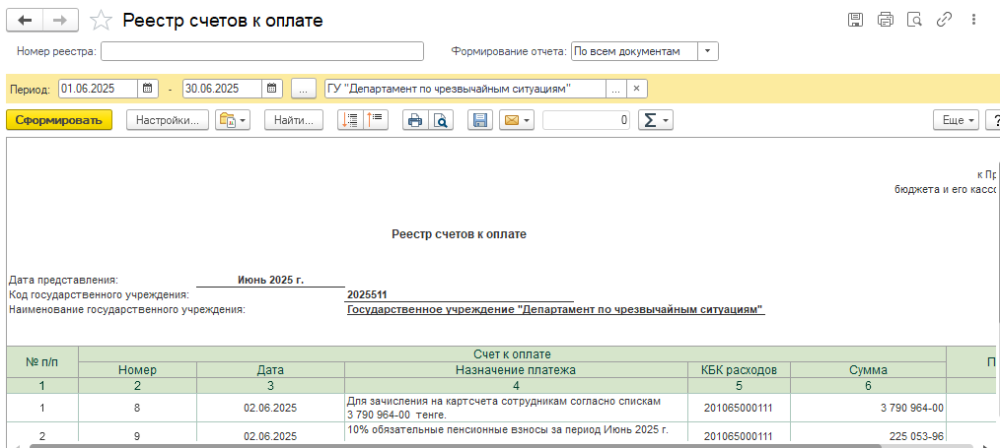 Реестр счетов к оплате
Номер реестра:
Формирование отчета: По всем документам
Период: 01.06.2025 - 30.06.2025 ... ГУ "Департамент по чрезвычайным ситуациям" ... ×
Сформировать Настройки... Найти... 0 Σ Еще ?
к Пр
бюджета и его кассо
Реестр счетов к оплате
Дата представления: Июнь 2025 г.
Код государственного учреждения: 2025511
Наименование государственного учреждения: Государственное учреждение "Департамент по чрезвычайным ситуациям"
№ п/п Счет к оплате П
Номер Дата Назначение платежа КБК расходов Сумма
1 2 3 4 5 6
1 8 02.06.2025 Для зачисления на картсчета сотрудникам согласно спискам 201065000111 3 790 964-00
3 790 964-00 тенге.
2 9 02.06.2025 10% обязательные пенсионные взносы за период Июнь 2025 г. 201065000111 225 053-96